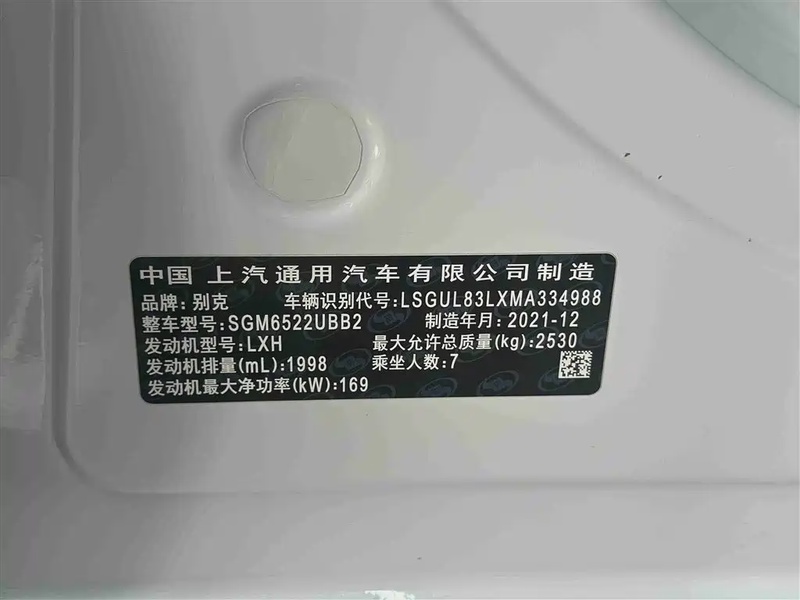 中国 上汽通用汽车有限公司制造
品牌: 别克 车辆识别代号: LSGUL83LXMA334988
整车型号: SGM6522UBB2 制造年月: 2021-12
发动机型号: LXH 最大允许总质量(kg): 2530
发动机排量(mL): 1998 乘坐人数: 7
发动机最大净功率(kW): 169